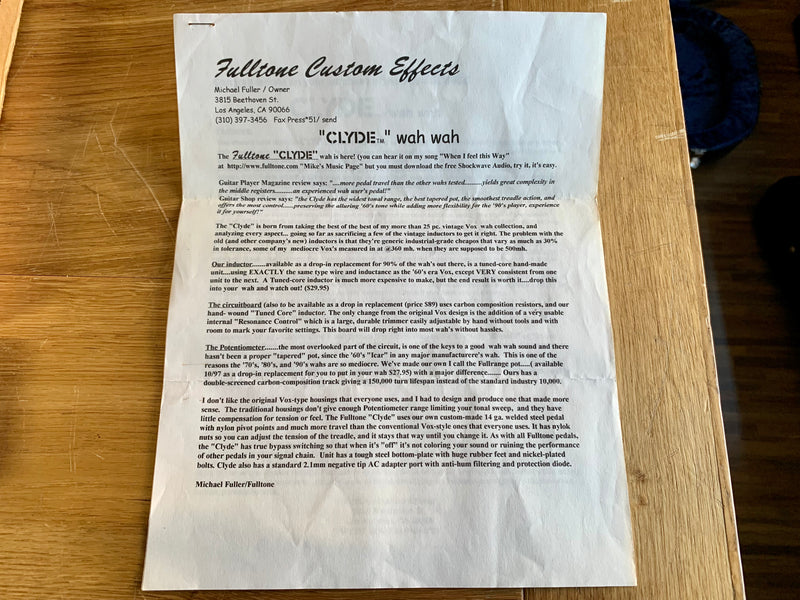 Fulltone Custom Effects
Michael Fuller / Owner
3815 Beethoven St.
Los Angeles, CA 90066
(310) 397-3456 Fax Press*51/ send
"CLYDE™" wah wah
The Fulltone "CLYDE" wah is here! (you can hear it on my song "When I feel this Way"
at http://www.fulltone.com "Mike's Music Page" but you must download the free Shockwave Audio, try it, it's easy.
Guitar Player Magazine review says: "....more pedal travel than the other wahs tested..........yields great complexity in
the middle registers..........an experienced wah user's pedal!"
Guitar Shop review says: "the Clyde has the widest tonal range, the best tapered pot, the smoothest treadle action, and
offers the most control......preserving the alluring '60's tone while adding more flexibility for the '90's player, experience
it for yourself!"
The "Clyde" is born from taking the best of the best of my more than 25 pc. vintage Vox wah collection, and
analyzing every aspect... going so far as sacrificing a few of the vintage inductors to get it right. The problem with the
old (and other company's new) inductors is that they're generic industrial-grade cheapos that vary as much as 30%
in tolerance, some of my mediocre Vox's measured in at @360 mh, when they are supposed to be 500mh.
Our inductor.......available as a drop-in replacement for 90% of the wah's out there, is a tuned-core hand-made
unit....using EXACTLY the same type wire and inductance as the '60's era Vox, except VERY consistent from one
unit to the next. A Tuned-core inductor is much more expensive to make, but the end result is worth it....drop this
into your wah and watch out! ($29.95)
The circuitboard (also to be available as a drop in replacement (price $89) uses carbon composition resistors, and our
hand- wound "Tuned Core" inductor. The only change from the original Vox design is the addition of a very usable
internal "Resonance Control" which is a large, durable trimmer easily adjustable by hand without tools and with
room to mark your favorite settings. This board will drop right into most wah's without hassles.
The Potentiometer.......the most overlooked part of the circuit, is one of the keys to a good wah wah sound and there
hasn't been a proper "tapered" pot, since the '60's "Icar" in any major manufacturere's wah. This is one of the
reasons the '70's, '80's, and '90's wahs are so mediocre. We've made our own I call the Fullrange pot.....( available
10/97 as a drop-in replacement for you to put in your wah $27.95) with a major difference....... Ours has a
double-screened carbon-composition track giving a 150,000 turn lifespan instead of the standard industry 10,000.
I don't like the original Vox-type housings that everyone uses, and I had to design and produce one that made more
sense. The traditional housings don't give enough Potentiometer range limiting your tonal sweep, and they have
little compensation for tension or feel. The Fulltone "Clyde" uses our own custom-made 14 ga. welded steel pedal
with nylon pivot points and much more travel than the conventional Vox-style ones that everyone uses. It has nylok
nuts so you can adjust the tension of the treadle, and it stays that way until you change it. As with all Fulltone pedals,
the "Clyde" has true bypass switching so that when it's "off" it's not coloring your sound or ruining the performance
of other pedals in your signal chain. Unit has a tough steel bottom-plate with huge rubber feet and nickel-plated
bolts. Clyde also has a standard 2.1mm negative tip AC adapter port with anti-hum filtering and protection diode.
Michael Fuller/Fulltone